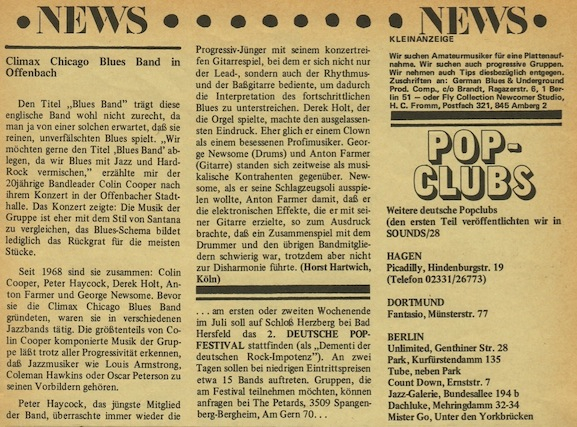 NEWS
Climax Chicago Blues Band in
Offenbach
Den Titel „Blues Band" trägt diese
englische Band wohl nicht zurecht, da
man ja von einer solchen erwartet, daß sie
reinen, unverfälschten Blues spielt. „Wir
möchten gerne den Titel ‚Blues Band' ab-
legen, da wir Blues mit Jazz und Hard-
Rock vermischen,“ erzählte mir der
20jährige Bandleader Colin Cooper nach
ihrem Konzert in der Offenbacher Stadt-
halle. Das Konzert zeigte: Die Musik der
Gruppe ist eher mit dem Stil von Santana
zu vergleichen, das Blues-Schema bildet
lediglich das Rückgrat für die meisten
Stücke.
Seit 1968 sind sie zusammen: Colin
Cooper, Peter Haycock, Derek Holt, An-
ton Farmer und George Newsome. Bevor
sie die Climax Chicago Blues Band
gründeten, waren sie in verschiedenen
Jazzbands tätig. Die größtenteils von Co-
lin Cooper komponierte Musik der Grup-
pe läßt trotz aller Progressivität erkennen,
daß Jazzmusiker wie Louis Armstrong,
Coleman Hawkins oder Oscar Peterson zu
seinen Vorbildern gehören.
Peter Haycock, das jüngste Mitglied
der Band, überraschte immer wieder die
Progressiv-Jünger mit seinem konzertrei-
fen Gitarrespiel, bei dem er sich nicht nur
der Lead-, sondern auch der Rhythmus-
und der Baßgitarre bediente, um dadurch
die Interpretation des fortschrittlichen
Blues zu unterstreichen. Derek Holt, der
die Orgel spielte, machte den ausgelassen-
sten Eindruck. Eher glich er einem Clown
als einem besessenen Profimusiker. Geor-
ge Newsome (Drums) und Anton Farmer
(Gitarre) standen sich zeitweise als musi-
kalische Kontrahenten gegenüber. Newso-
me, als er seine Schlagzeugsoli ausspie-
len wollte, Anton Farmer damit, daß er
die elektronischen Effekte, die er mit sei-
ner Gitarre erzielte, so zum Ausdruck
brachte, daß ein Zusammenspiel mit dem
Drummer und den übrigen Bandmitglie-
dern schwierig war, trotzdem aber nicht
zur Disharmonie führte. (Horst Hartwich,
Köln)
. . . am ersten oder zweiten Wochenende
im Juli soll auf Schloß Herzberg bei Bad
Hersfeld das 2. DEUTSCHE POP-
FESTIVAL stattfinden (als „Dementi der
deutschen Rock-Impotenz"). An zwei
Tagen sollen bei niedrigen Eintrittspreisen
etwa 15 Bands auftreten. Gruppen, die
am Festival teilnehmen möchten, können
anfragen bei The Petards, 3509 Spangen-
berg-Bergheim, Am Gern 70 . . .
NEWS
KLEINANZEIGE
Wir suchen Amateurmusiker für eine Plattenauf-
nahme. Wir suchen auch progressive Gruppen.
Wir nehmen auch Tips diesbezüglich entgegen.
Zuschriften an: German Blues & Underground
Prod. Comp., c/o Brandt, Ragazerstr. 6, 1 Ber-
lin 51 — oder Fly Collection Newcomer Studio,
H. C. Fromm, Postfach 321, 845 Amberg 2
POP-
CLUBS
Weitere deutsche Popclubs
(den ersten Teil veröffentlichten wir in
SOUNDS/28
HAGEN
Picadilly, Hindenburgstr. 19
(Telefon 02331/26773)
DORTMUND
Fantasio, Münsterstr. 77
BERLIN
Unlimited, Genthiner Str. 28
Park, Kurfürstendamm 135
Tube, neben Park
Count Down, Ernststr. 7
Jazz-Galerie, Bundesallee 194 b
Dachluke, Mehringdamm 32-34
Mister Go, Unter den Yorkbrücken